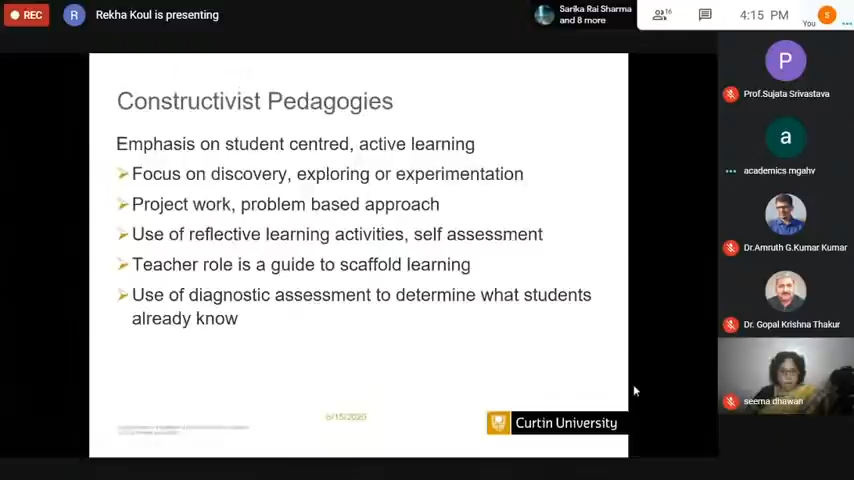 REC
R
Rekha Koul is presenting
Sarika Rai Sharma
and 8 more
16
4:15 PM
You
S
Constructivist Pedagogies
Emphasis on student centred, active learning
Focus on discovery, exploring or experimentation
Project work, problem based approach
Use of reflective learning activities, self assessment
Teacher role is a guide to scaffold learning
Use of diagnostic assessment to determine what students
already know
6/15/2020
Curtin University
P
Prof.Sujata Srivastava
a
academics mgahv
Dr.Amruth G.Kumar Kumar
Dr. Gopal Krishna Thakur
seema dhawan